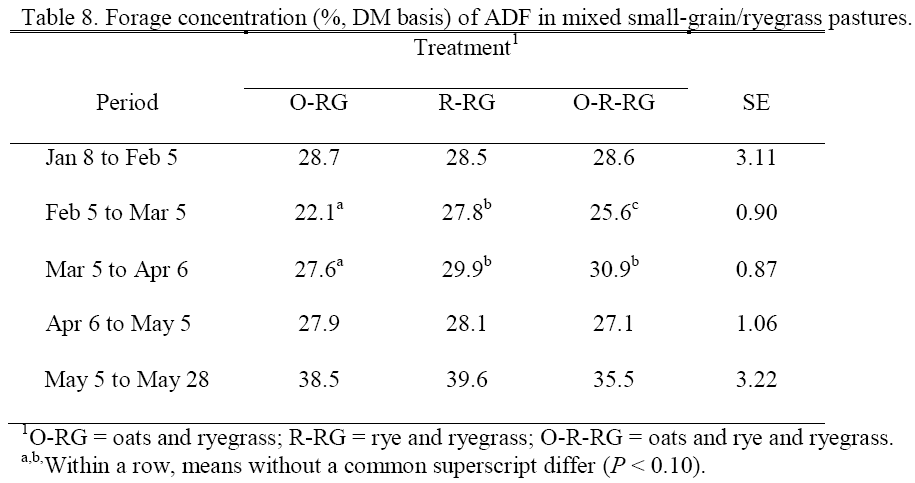 Table 8. Forage concentration (%, DM basis) of ADF in mixed small-grain/ryegrass pastures.
Treatment¹
Period O-RG R-RG O-R-RG SE
Jan 8 to Feb 5 28.7 28.5 28.6 3.11
Feb 5 to Mar 5 22.1ᵃ 27.8ᵇ 25.6ᶜ 0.90
Mar 5 to Apr 6 27.6ᵃ 29.9ᵇ 30.9ᵇ 0.87
Apr 6 to May 5 27.9 28.1 27.1 1.06
May 5 to May 28 38.5 39.6 35.5 3.22
¹O-RG = oats and ryegrass; R-RG = rye and ryegrass; O-R-RG = oats and rye and ryegrass.
ᵃ,ᵇ,Within a row, means without a common superscript differ (P < 0.10).